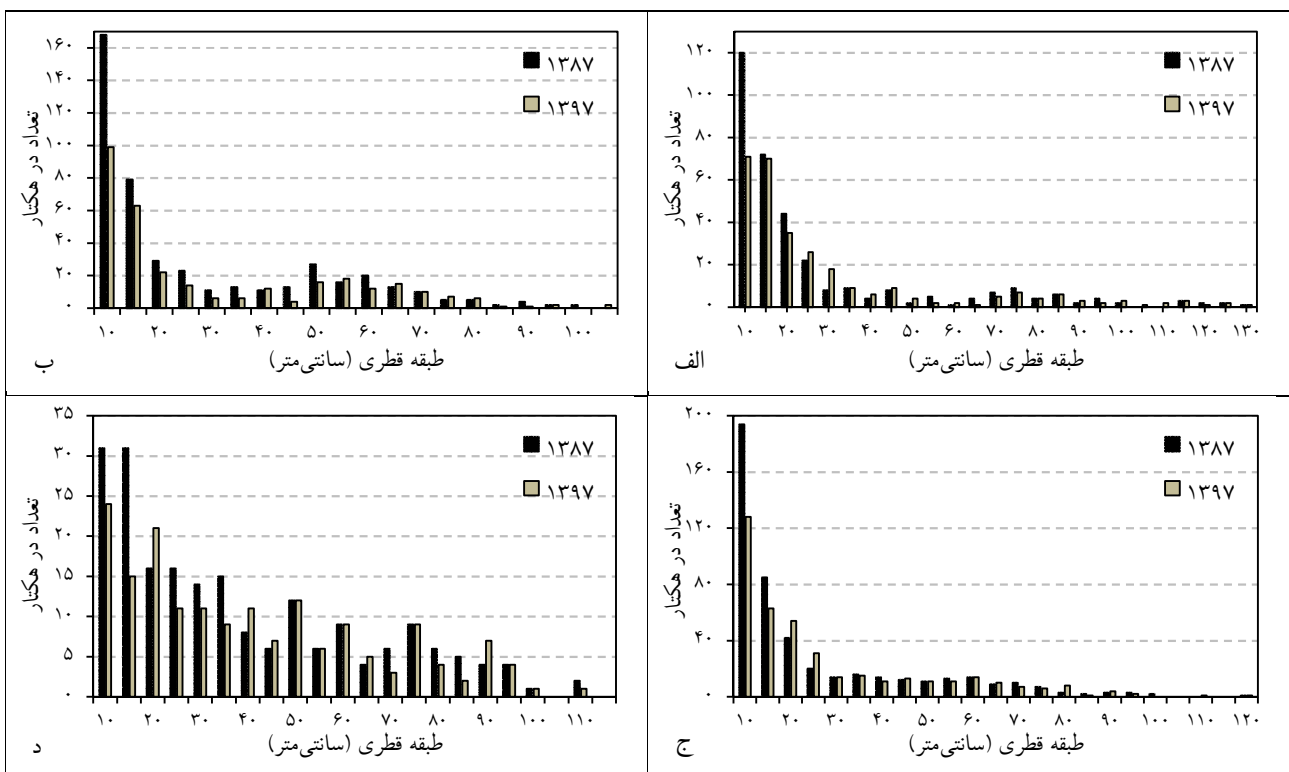 ۱۳۸۷
۱۳۹۷
تعداد در هکتار
۱۲۰
۱۰۰
۸۰
۶۰
۴۰
۲۰
۰
۱۰ ۲۰ ۳۰ ۴۰ ۵۰ ۶۰ ۷۰ ۸۰ ۹۰ ۱۰۰ ۱۱۰ ۱۲۰ ۱۳۰
طبقه قطری (سانتی‌متر)
الف
۱۳۸۷
۱۳۹۷
تعداد در هکتار
۱۶۰
۱۴۰
۱۲۰
۱۰۰
۸۰
۶۰
۴۰
۲۰
۰
۱۰ ۲۰ ۳۰ ۴۰ ۵۰ ۶۰ ۷۰ ۸۰ ۹۰ ۱۰۰
طبقه قطری (سانتی‌متر)
ب
۱۳۸۷
۱۳۹۷
تعداد در هکتار
۲۰۰
۱۶۰
۱۲۰
۸۰
۴۰
۰
۱۰ ۲۰ ۳۰ ۴۰ ۵۰ ۶۰ ۷۰ ۸۰ ۹۰ ۱۰۰ ۱۱۰ ۱۲۰
طبقه قطری (سانتی‌متر)
ج
۱۳۸۷
۱۳۹۷
تعداد در هکتار
۳۵
۳۰
۲۵
۲۰
۱۵
۱۰
۵
۰
۱۰ ۲۰ ۳۰ ۴۰ ۵۰ ۶۰ ۷۰ ۸۰ ۹۰ ۱۰۰ ۱۱۰
طبقه قطری (سانتی‌متر)
د